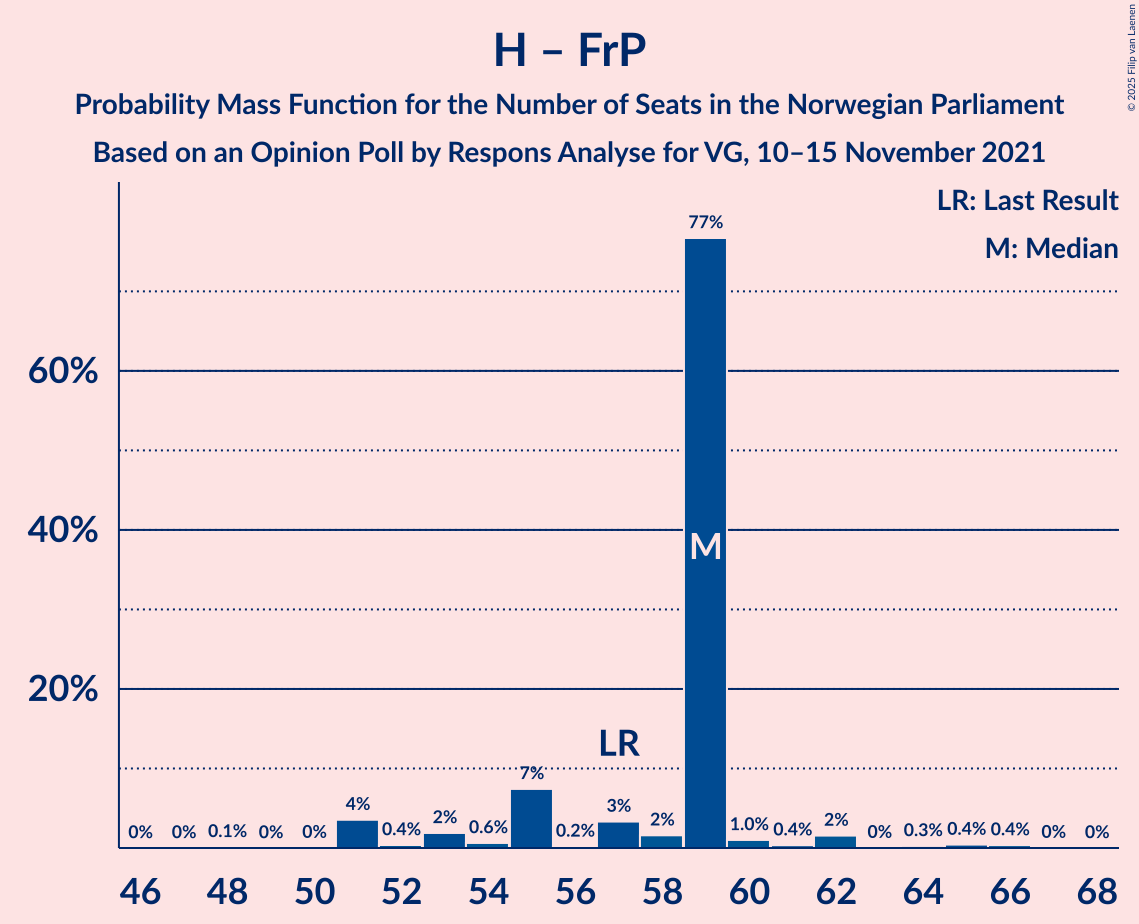 H – FrP
Probability Mass Function for the Number of Seats in the Norwegian Parliament
Based on an Opinion Poll by Respons Analyse for VG, 10–15 November 2021
© 2025 Filip van Laenen
LR: Last Result
M: Median
77%
60%
40%
M
20%
LR
7%
0% 0% 0.1% 0% 0% 4% 0.4% 2% 0.6% 0.2% 3% 2% 1.0% 0.4% 2% 0% 0.3% 0.4% 0.4% 0% 0%
46 48 50 52 54 56 58 60 62 64 66 68